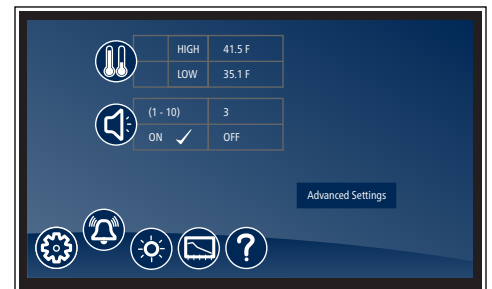 HIGH 41.5 F
LOW 35.1 F
(1 - 10) 3
ON ✓ OFF
Advanced Settings
?